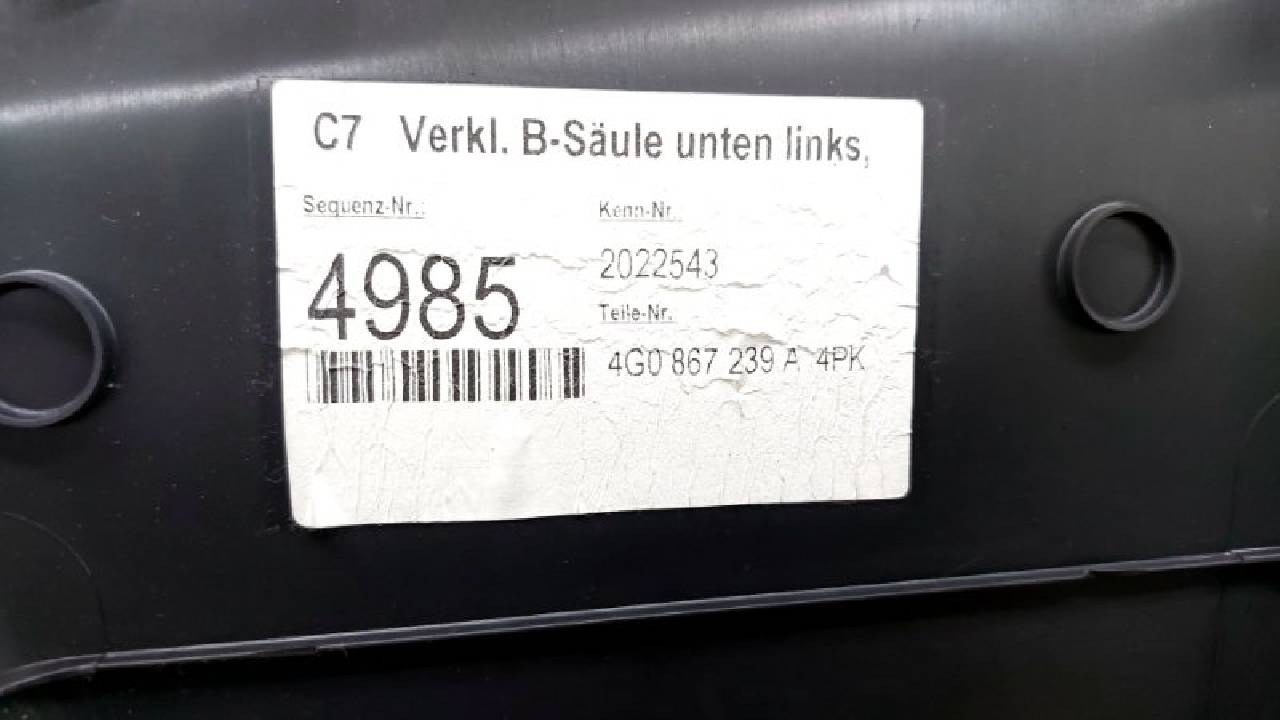 C7 Verkl. B-Säule unten links,
Sequenz-Nr.:
Kenn-Nr.
4985
2022543
Teile-Nr.
4G0 867 239 A 4PK